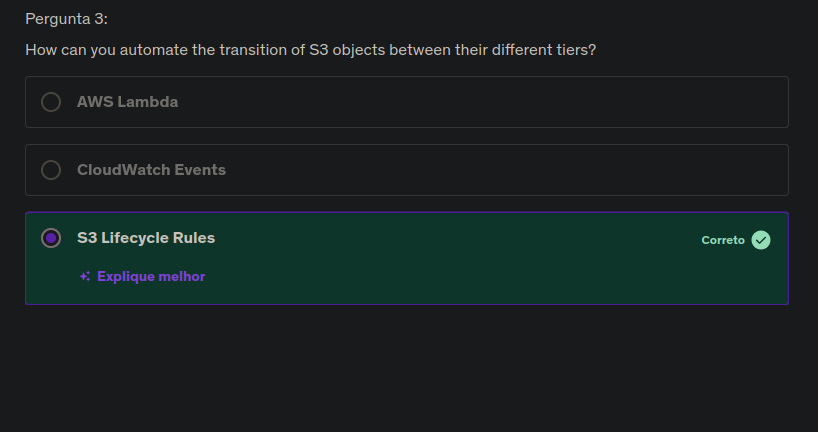 Pergunta 3:
How can you automate the transition of S3 objects between their different tiers?
AWS Lambda
CloudWatch Events
S3 Lifecycle Rules
Correto
Explique melhor